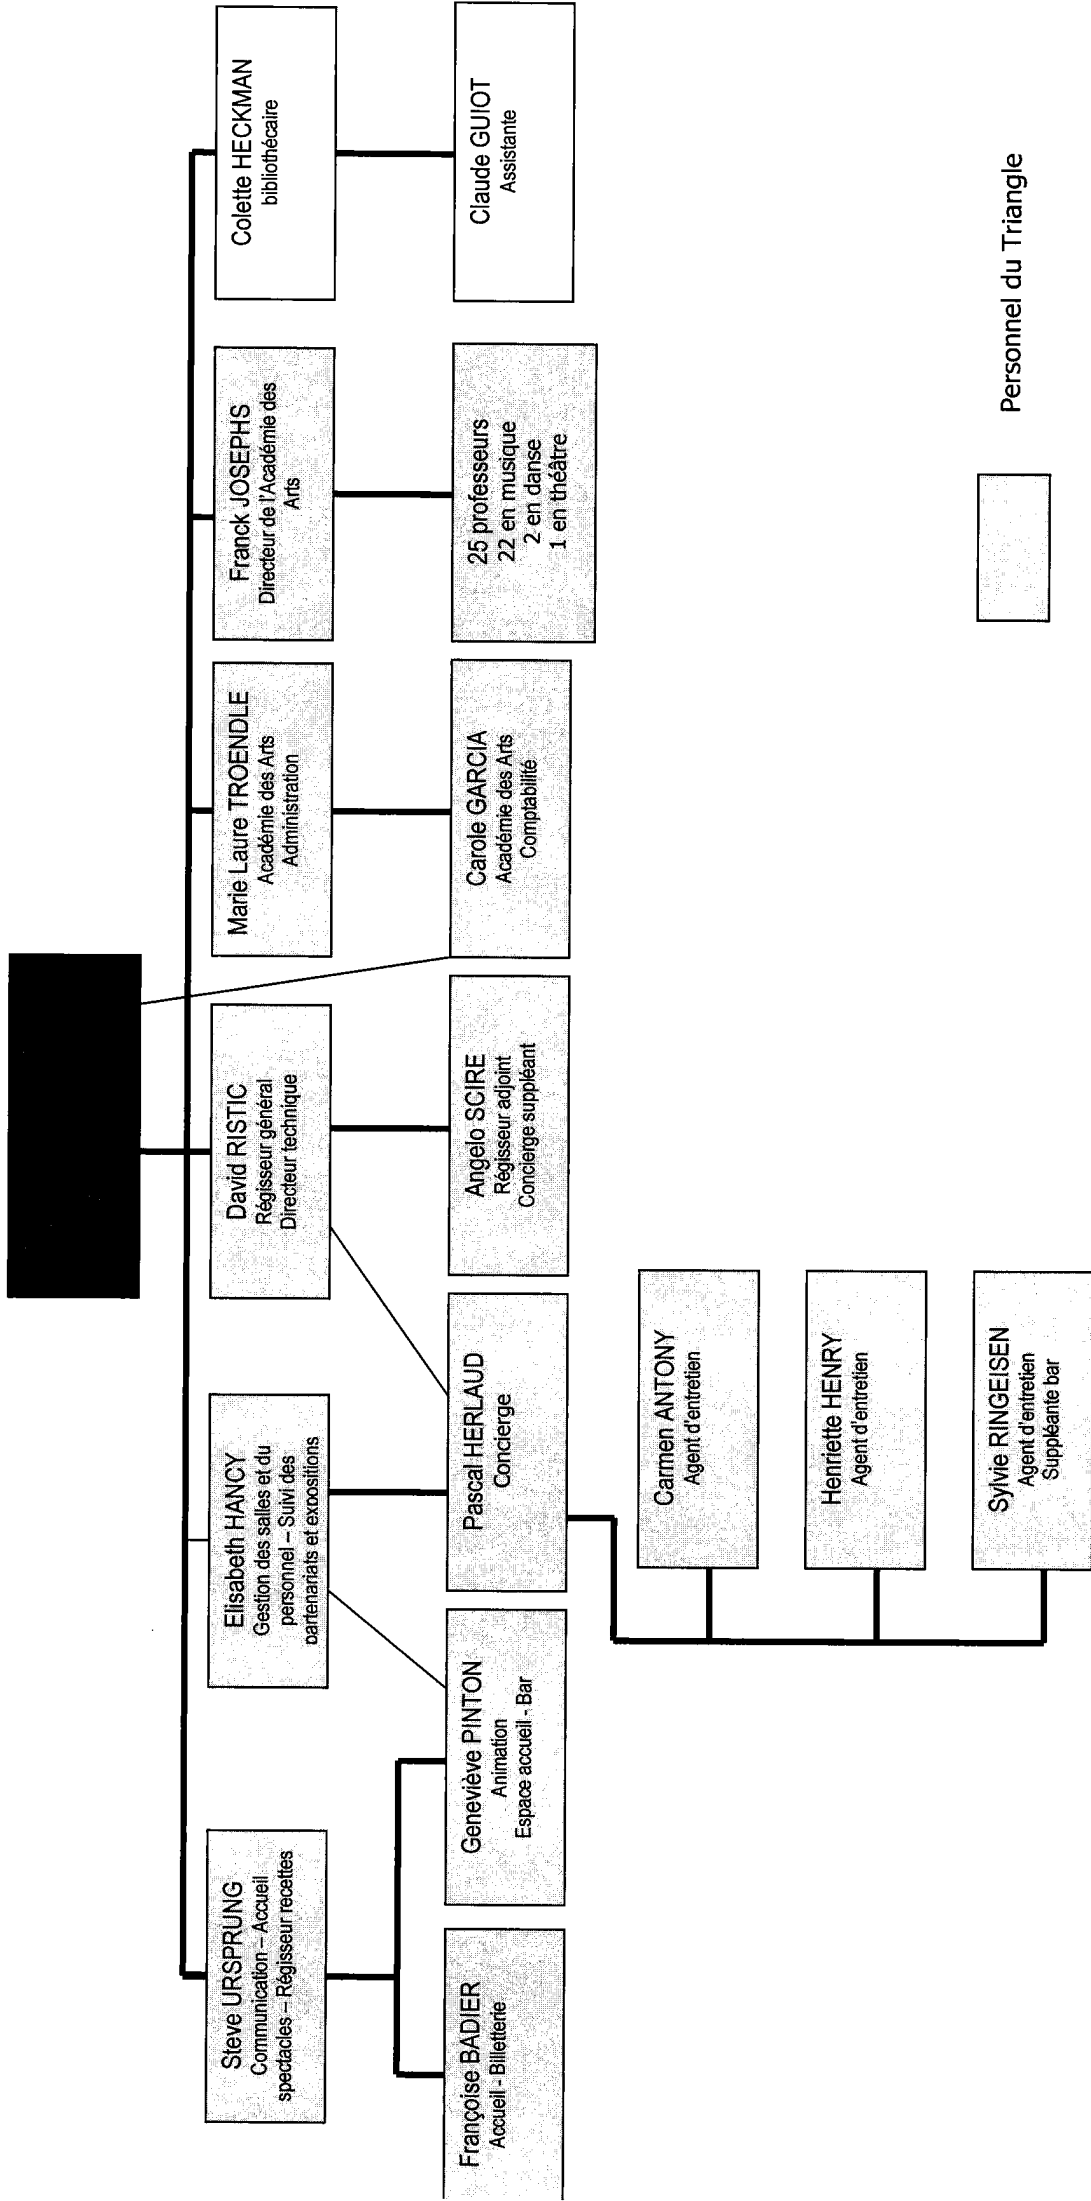 Steve URSPRUNG
Communication – Accueil
spectacles – Régisseur recettes
Elisabeth HANCY
Gestion des salles et du
personnel – Suivi des
partenariats et expositions
David RISTIC
Régisseur général
Directeur technique
Marie Laure TROENDLE
Académie des Arts
Administration
Franck JOSEPHS
Directeur de l'Académie des
Arts
Colette HECKMAN
bibliothécaire
Françoise BADIER
Accueil - Billetterie
Geneviève PINTON
Animation
Espace accueil - Bar
Pascal HERLAUD
Concierge
Angelo SCIRE
Régisseur adjoint
Concierge suppléant
Carole GARCIA
Académie des Arts
Comptabilité
25 professeurs
22 en musique
2 en danse
1 en théâtre
Claude GUIOT
Assistante
Carmen ANTONY
Agent d'entretien
Henriette HENRY
Agent d'entretien
Sylvie RINGEISEN
Agent d'entretien
Suppléante bar
Personnel du Triangle